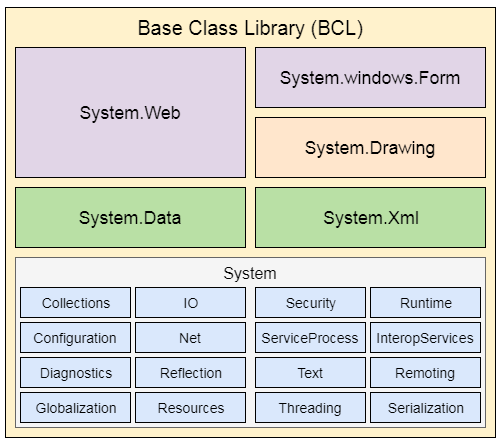 Base Class Library (BCL)
System.Web
System.windows.Form
System.Drawing
System.Data
System.Xml
System
Collections
IO
Security
Runtime
Configuration
Net
ServiceProcess
InteropServices
Diagnostics
Reflection
Text
Remoting
Globalization
Resources
Threading
Serialization